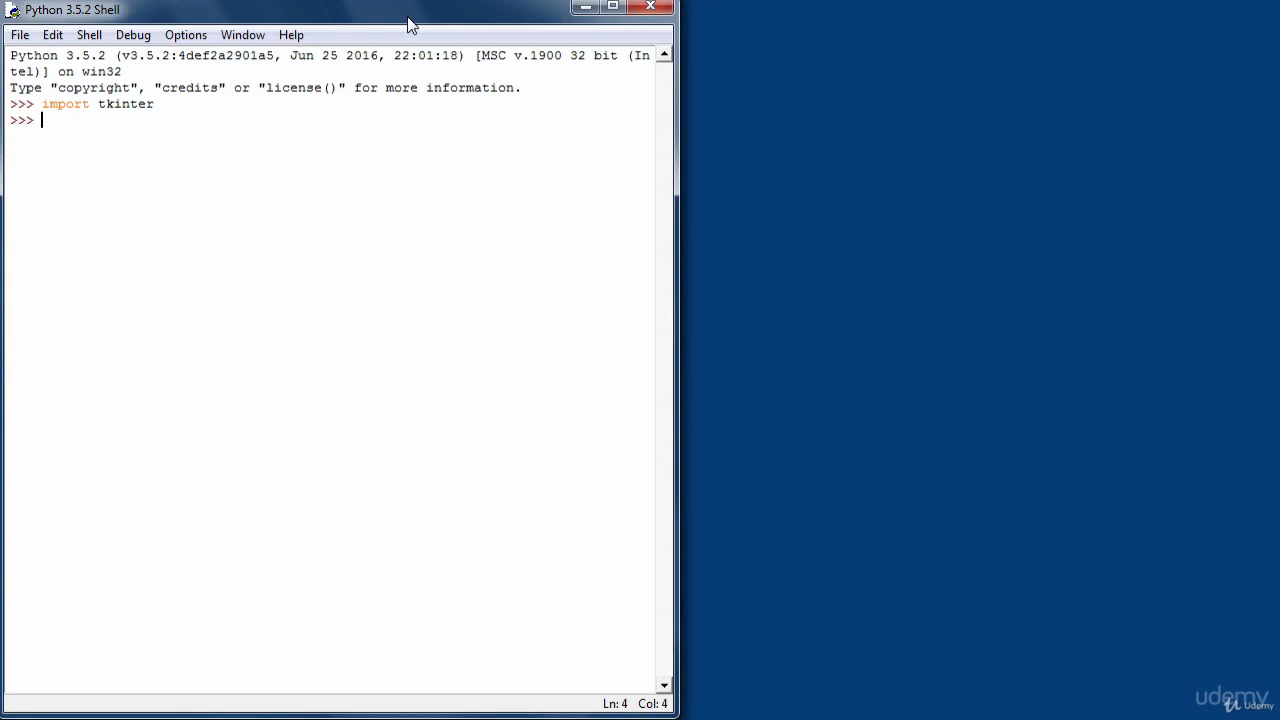 Python 3.5.2 Shell
File Edit Shell Debug Options Window Help
Python 3.5.2 (v3.5.2:4def2a2901a5, Jun 25 2016, 22:01:18) [MSC v.1900 32 bit (In
tel)] on win32
Type "copyright", "credits" or "license()" for more information.
>>> import tkinter
>>>
Ln: 4 Col: 4
udemy
Udemy